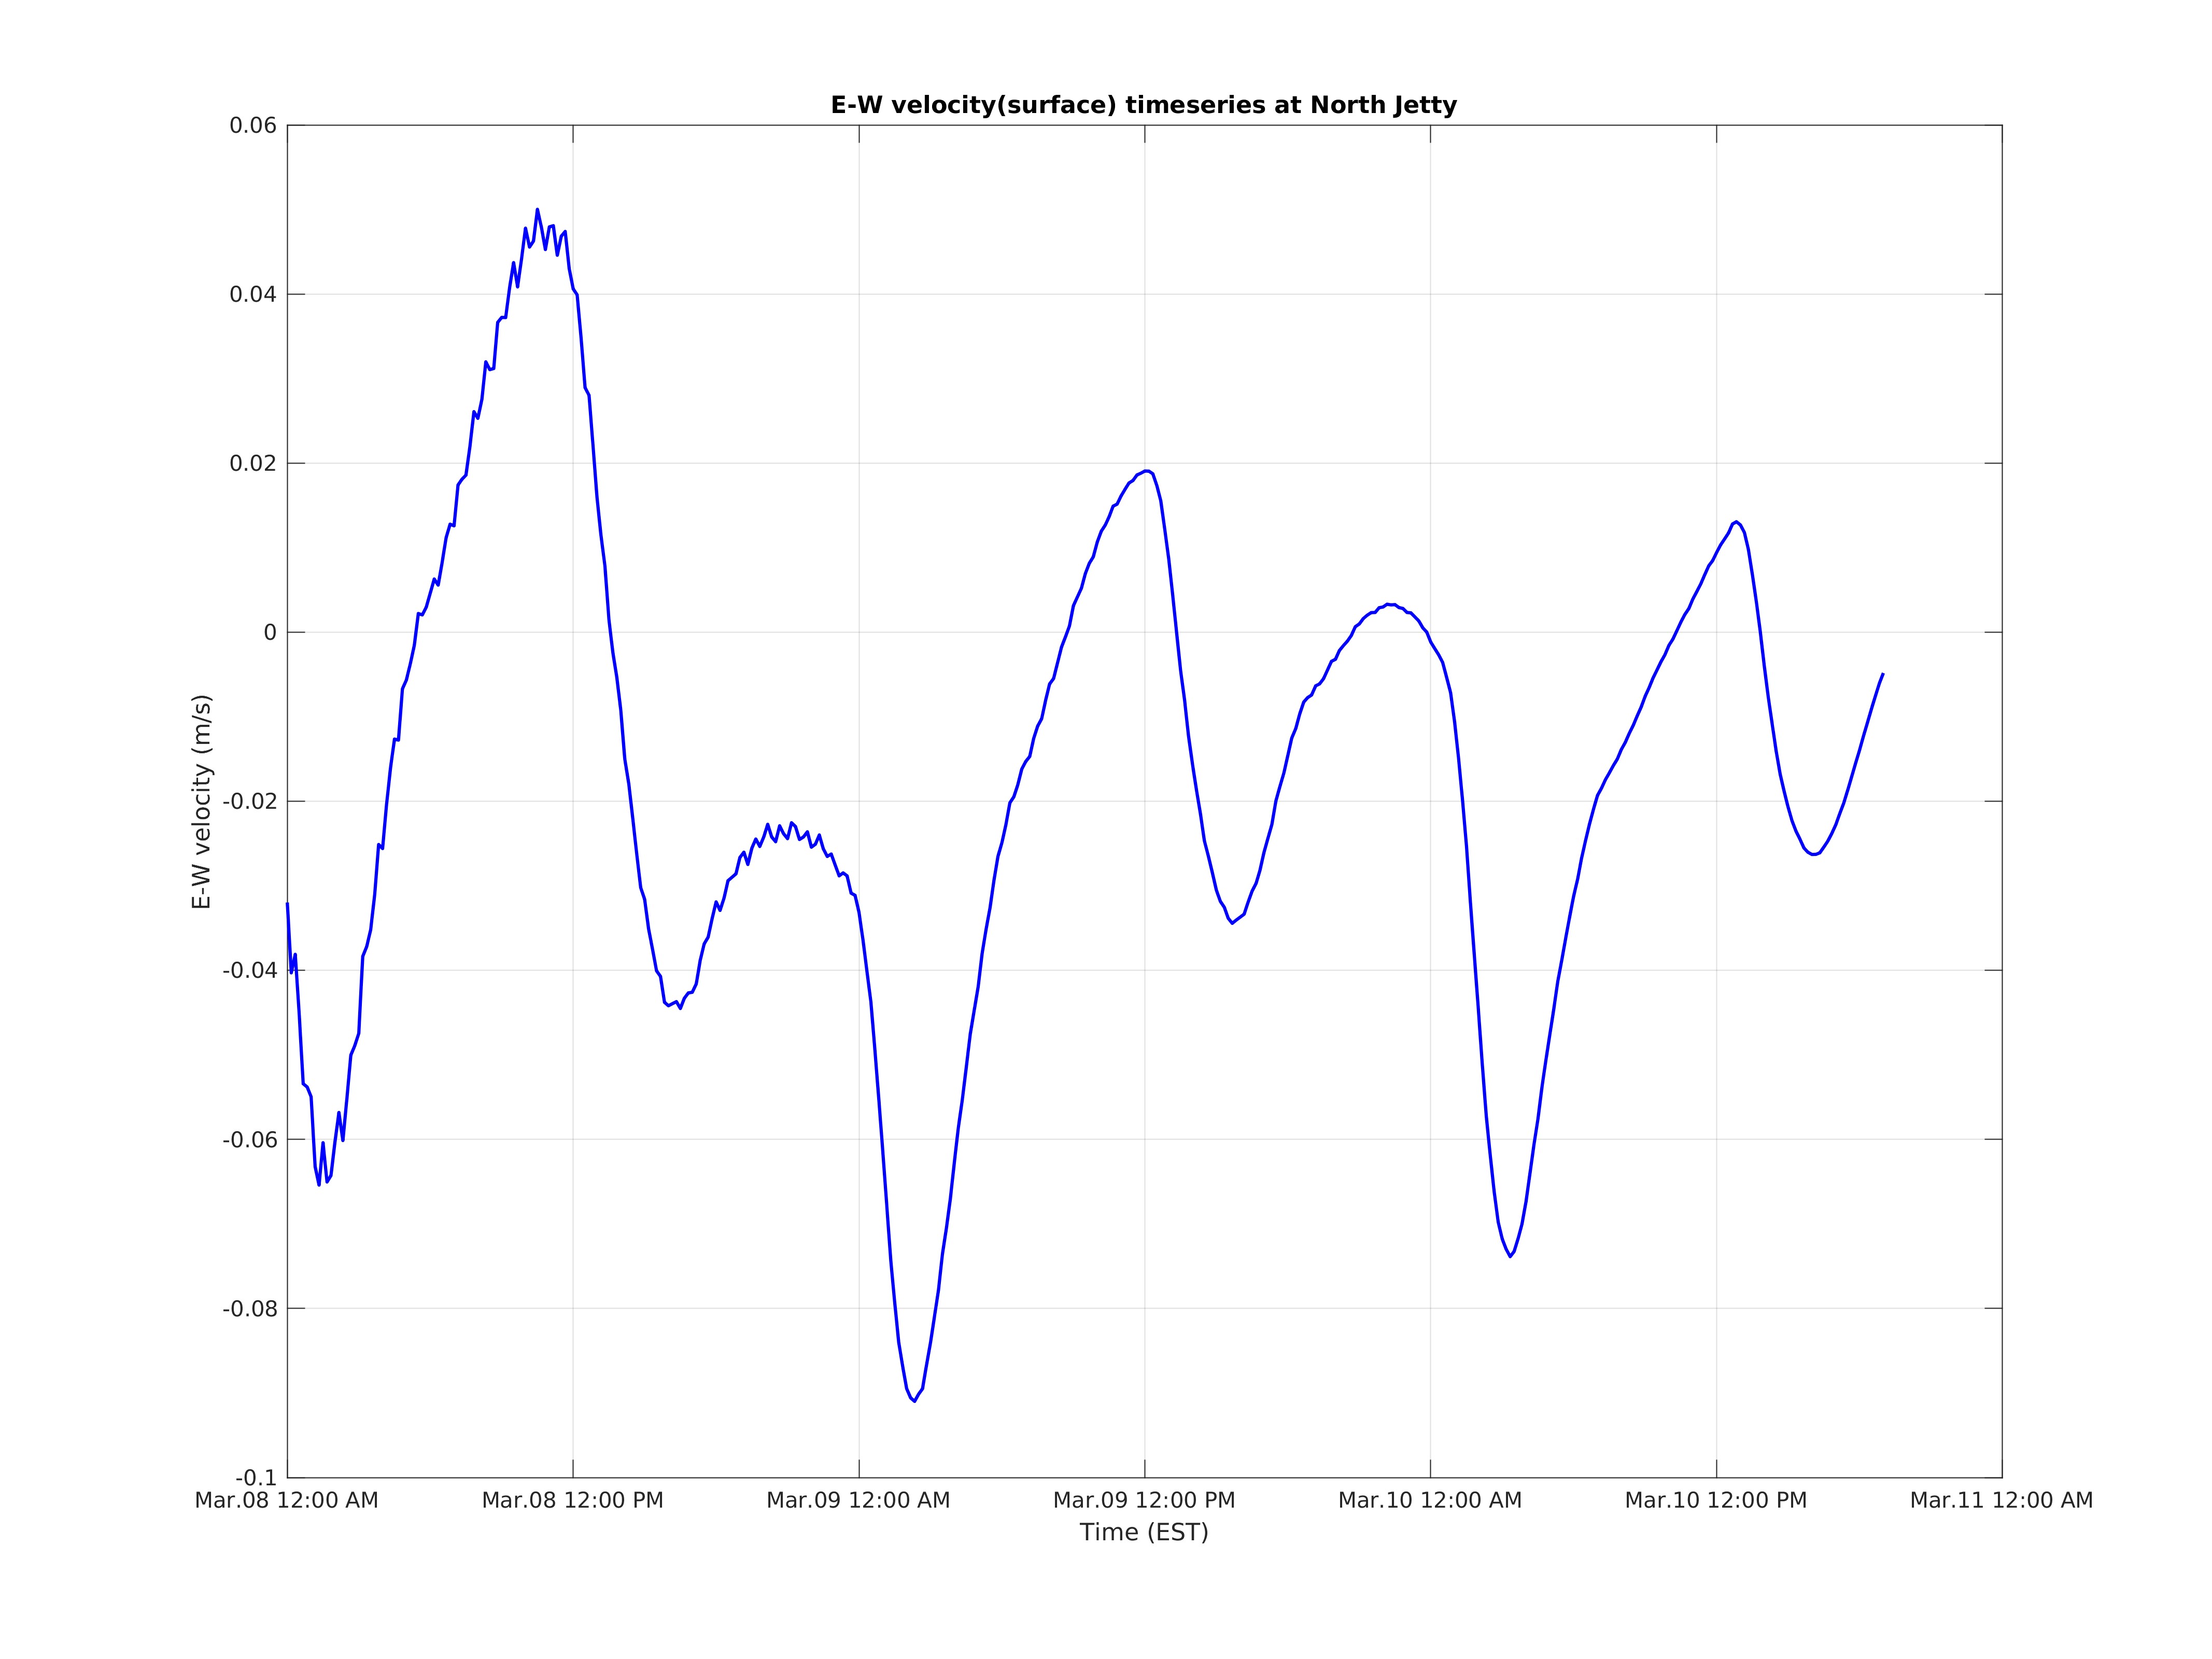 E-W velocity(surface) timeseries at North Jetty
0.06
0.04
0.02
0
-0.02
-0.04
-0.06
-0.08
-0.1
E-W velocity (m/s)
Mar.08 12:00 AM Mar.08 12:00 PM Mar.09 12:00 AM Mar.09 12:00 PM Mar.10 12:00 AM Mar.10 12:00 PM Mar.11 12:00 AM
Time (EST)